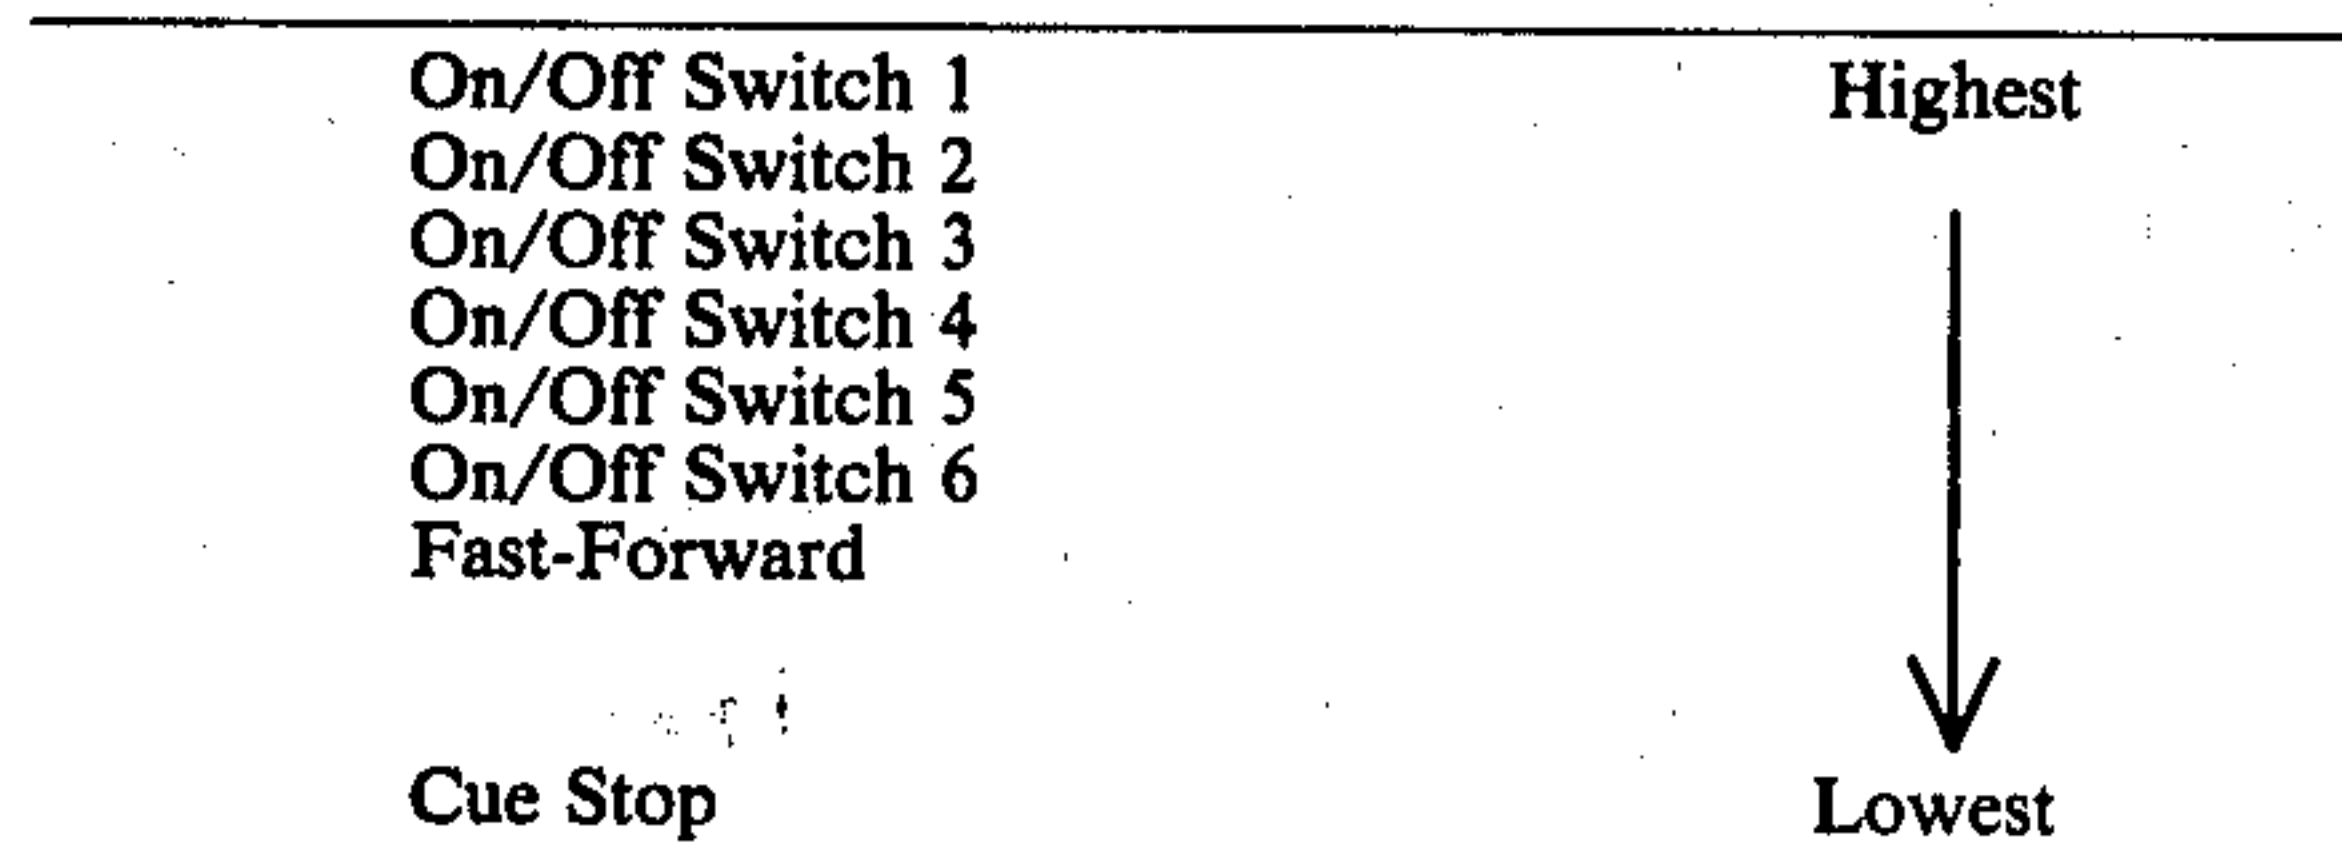 On/Off Switch 1 Highest
On/Off Switch 2
On/Off Switch 3
On/Off Switch 4
On/Off Switch 5
On/Off Switch 6
Fast-Forward
Cue Stop Lowest